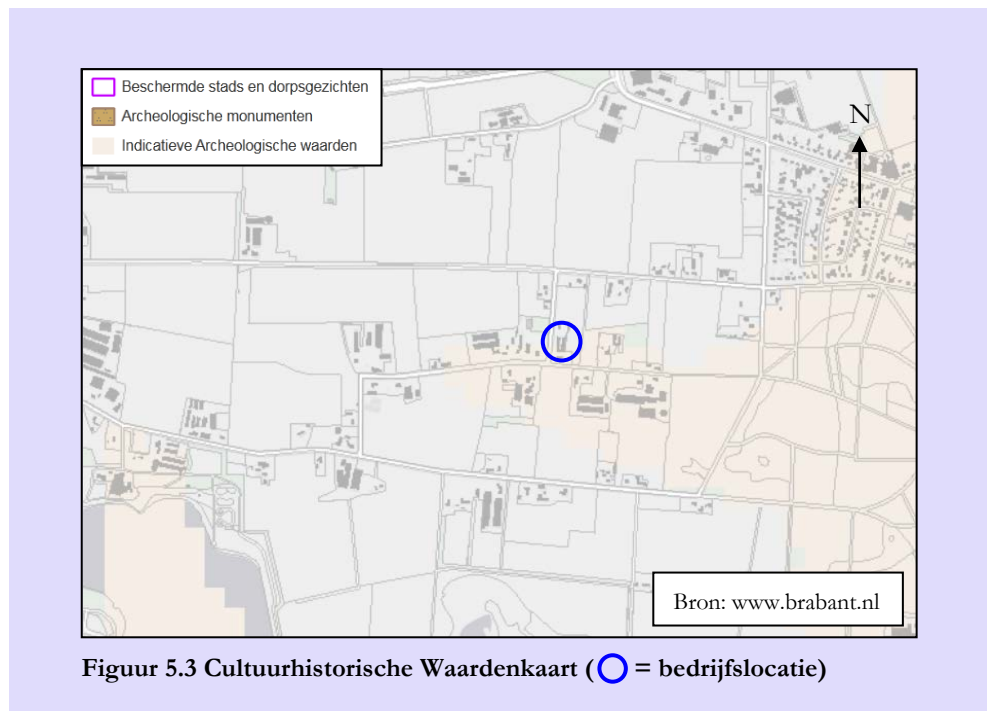 Beschermde stads en dorpsgezichten
Archeologische monumenten
Indicatieve Archeologische waarden
N
Bron: www.brabant.nl
Figuur 5.3 Cultuurhistorische Waardenkaart ( = bedrijfslocatie)